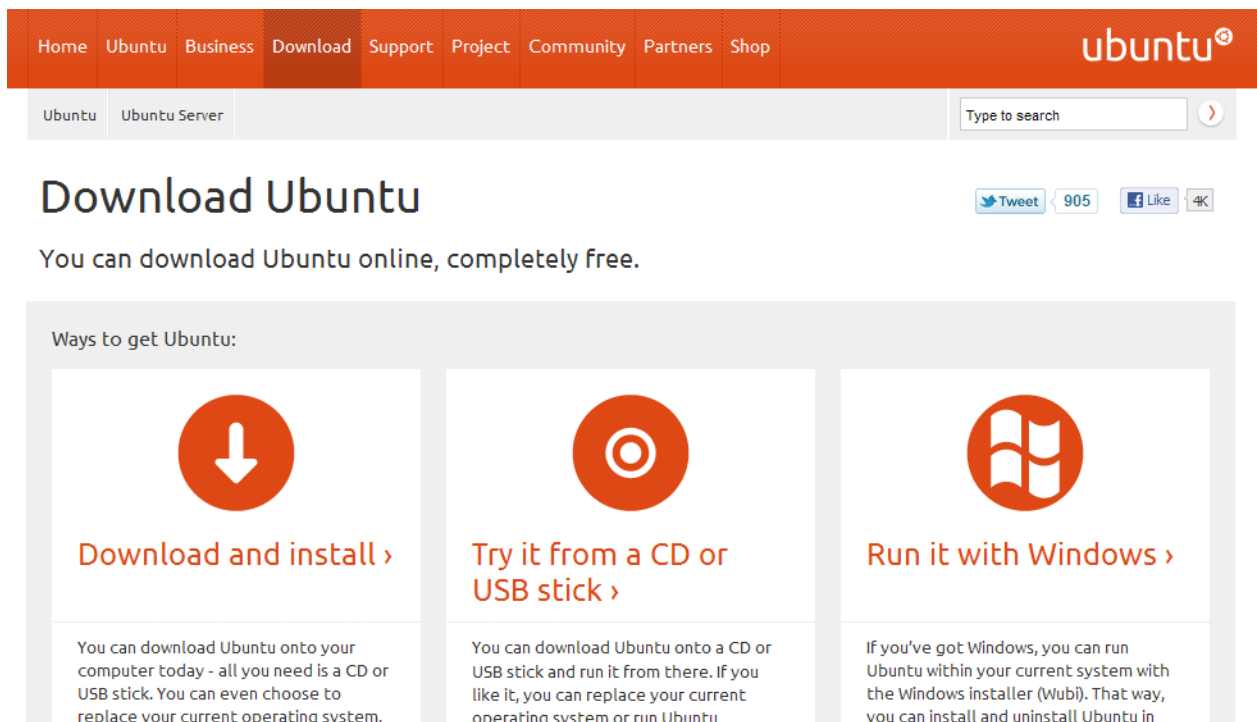 Home Ubuntu Business Download Support Project Community Partners Shop
ubuntu
Ubuntu Ubuntu Server
Type to search
Download Ubuntu
Tweet 905 Like 4K
You can download Ubuntu online, completely free.
Ways to get Ubuntu:
Download and install ›
You can download Ubuntu onto your
computer today - all you need is a CD or
USB stick. You can even choose to
replace your current operating system,
Try it from a CD or
USB stick ›
You can download Ubuntu onto a CD or
USB stick and run it from there. If you
like it, you can replace your current
operating system or run Ubuntu
Run it with Windows ›
If you've got Windows, you can run
Ubuntu within your current system with
the Windows installer (Wubi). That way,
you can install and uninstall Ubuntu in